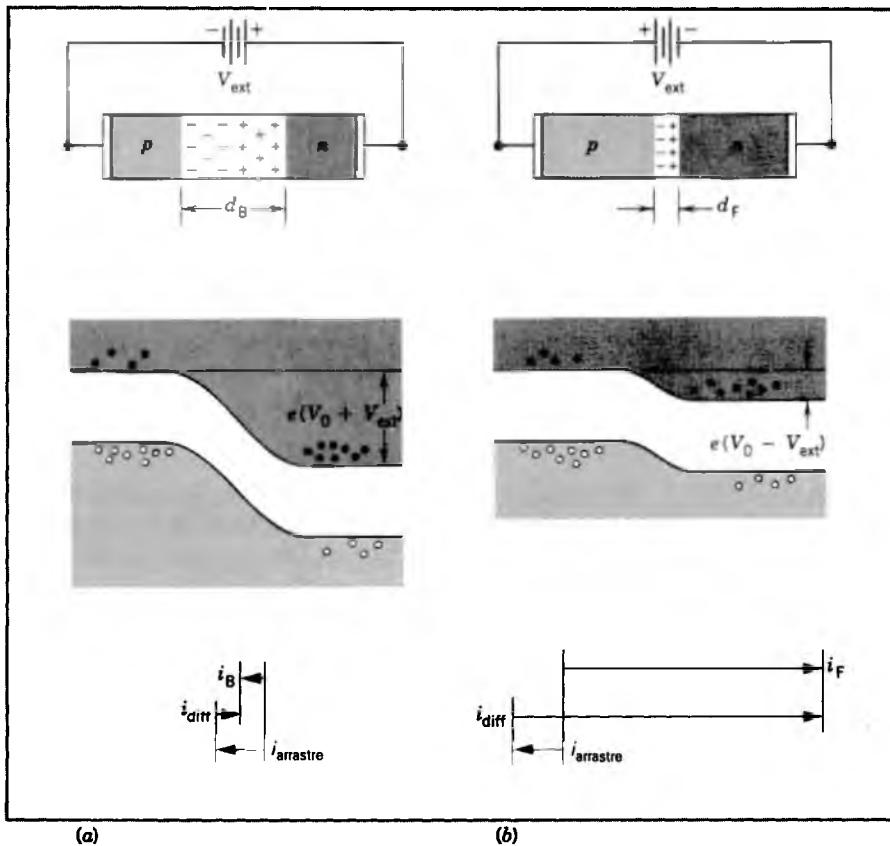 − + + −
V_ext V_ext
p n p n
d_B d_F
e(V_0 + V_ext) e(V_0 − V_ext)
i_B i_F
i_diff i_diff
i_arrastre i_arrastre
(a) (b)